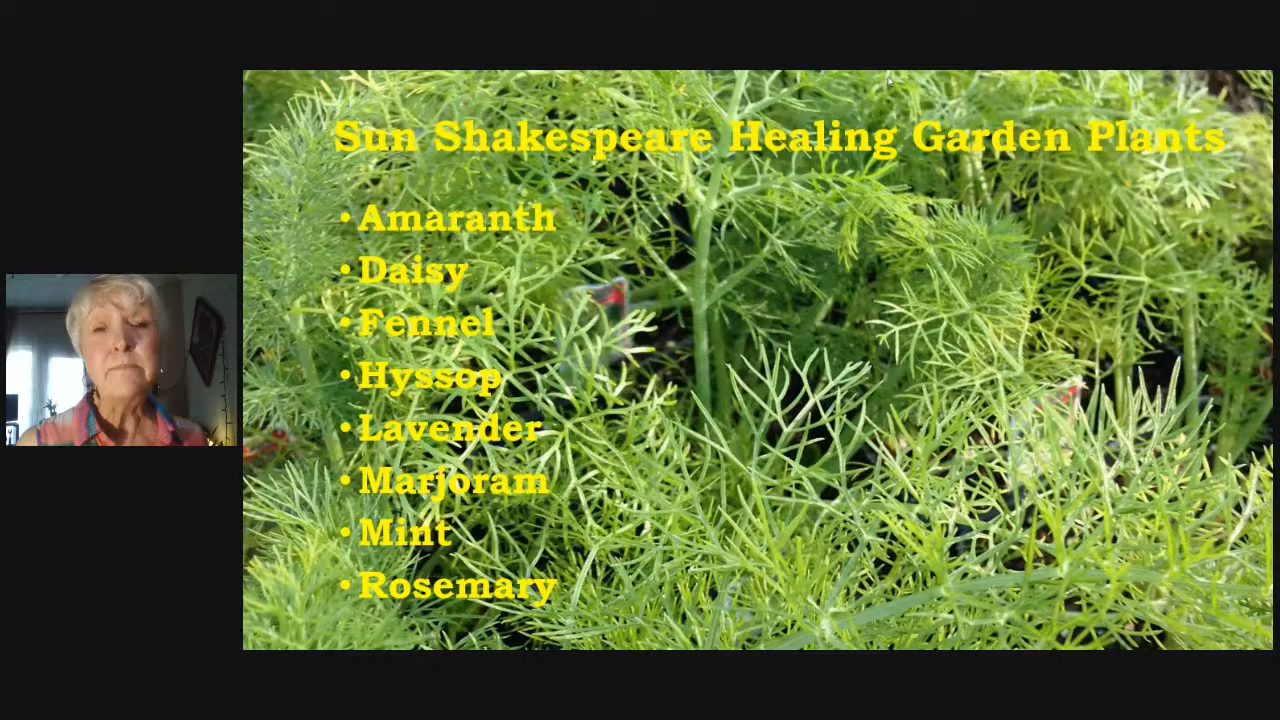 Sun Shakespeare Healing Garden Plants
• Amaranth
• Daisy
• Fennel
• Hyssop
• Lavender
• Marjoram
• Mint
• Rosemary